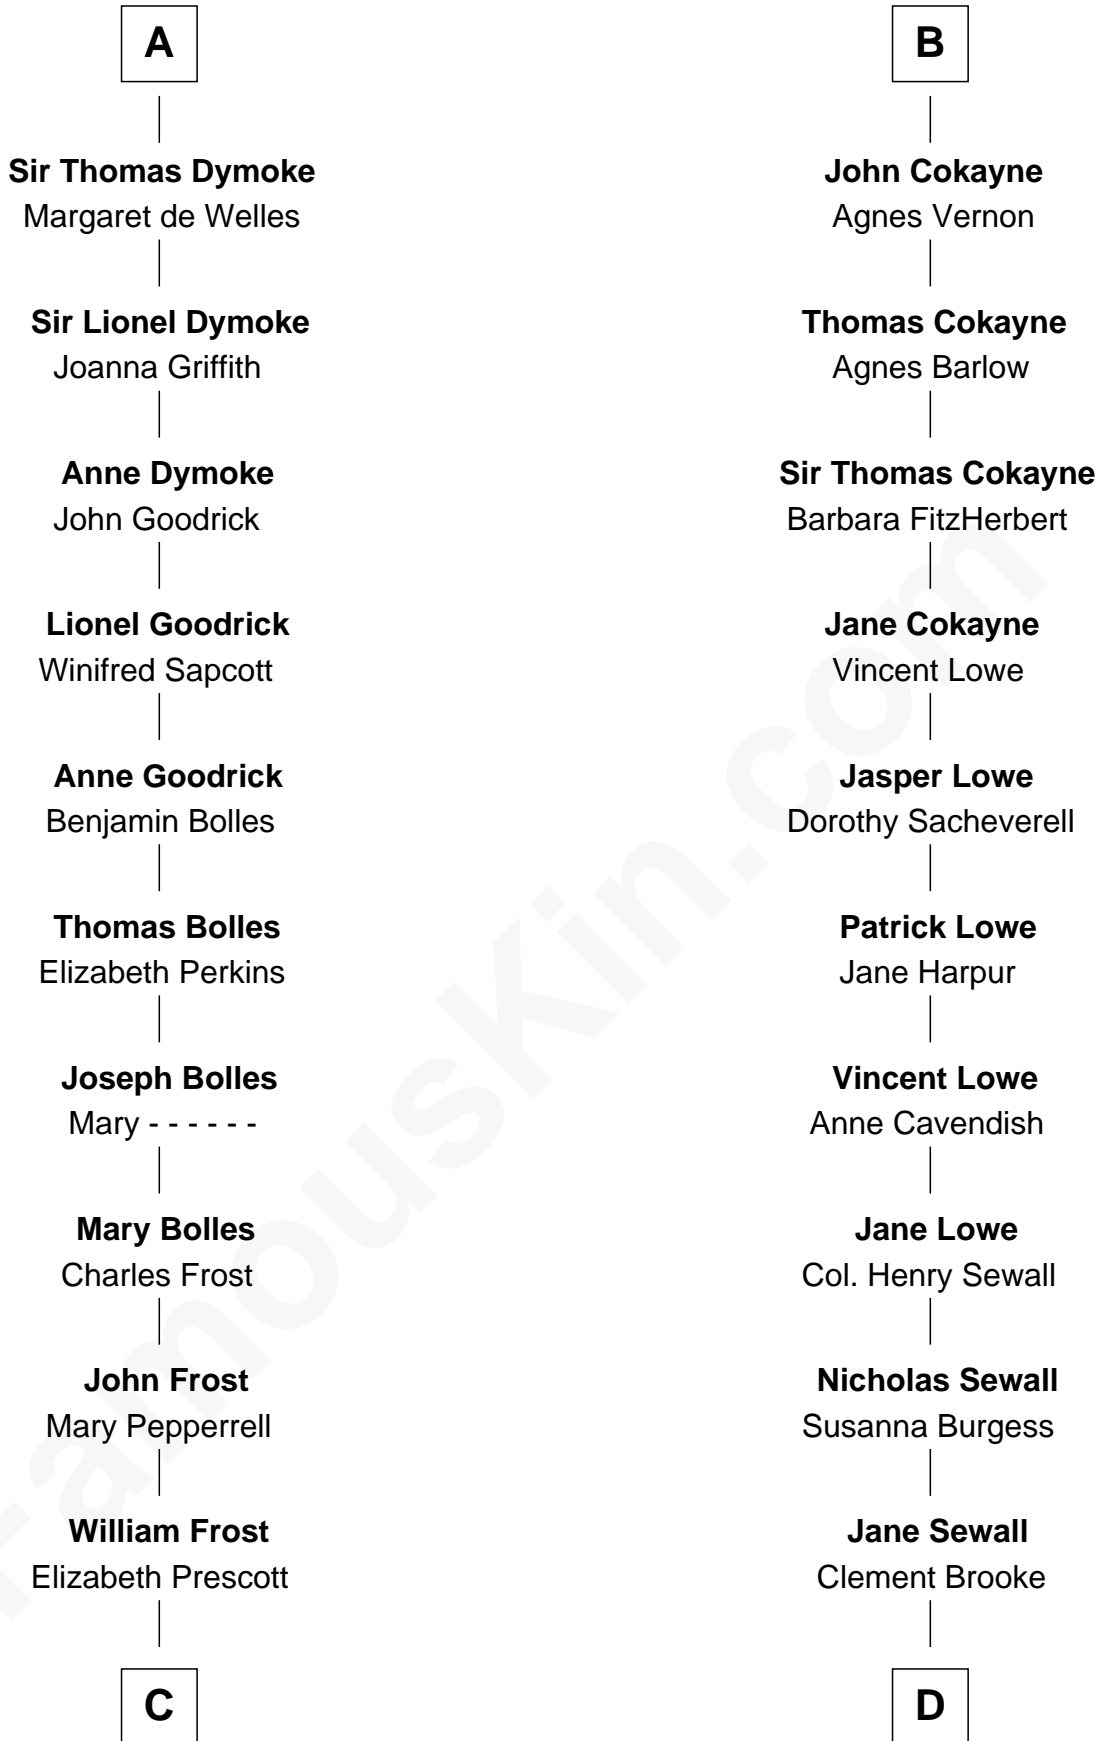 A
Sir Thomas Dymoke
Margaret de Welles
Sir Lionel Dymoke
Joanna Griffith
Anne Dymoke
John Goodrick
Lionel Goodrick
Winifred Sapcott
Anne Goodrick
Benjamin Bolles
Thomas Bolles
Elizabeth Perkins
Joseph Bolles
Mary - - - - - -
Mary Bolles
Charles Frost
John Frost
Mary Pepperrell
William Frost
Elizabeth Prescott
C
B
John Cokayne
Agnes Vernon
Thomas Cokayne
Agnes Barlow
Sir Thomas Cokayne
Barbara FitzHerbert
Jane Cokayne
Vincent Lowe
Jasper Lowe
Dorothy Sacheverell
Patrick Lowe
Jane Harpur
Vincent Lowe
Anne Cavendish
Jane Lowe
Col. Henry Sewall
Nicholas Sewall
Susanna Burgess
Jane Sewall
Clement Brooke
D
FamousKin.com